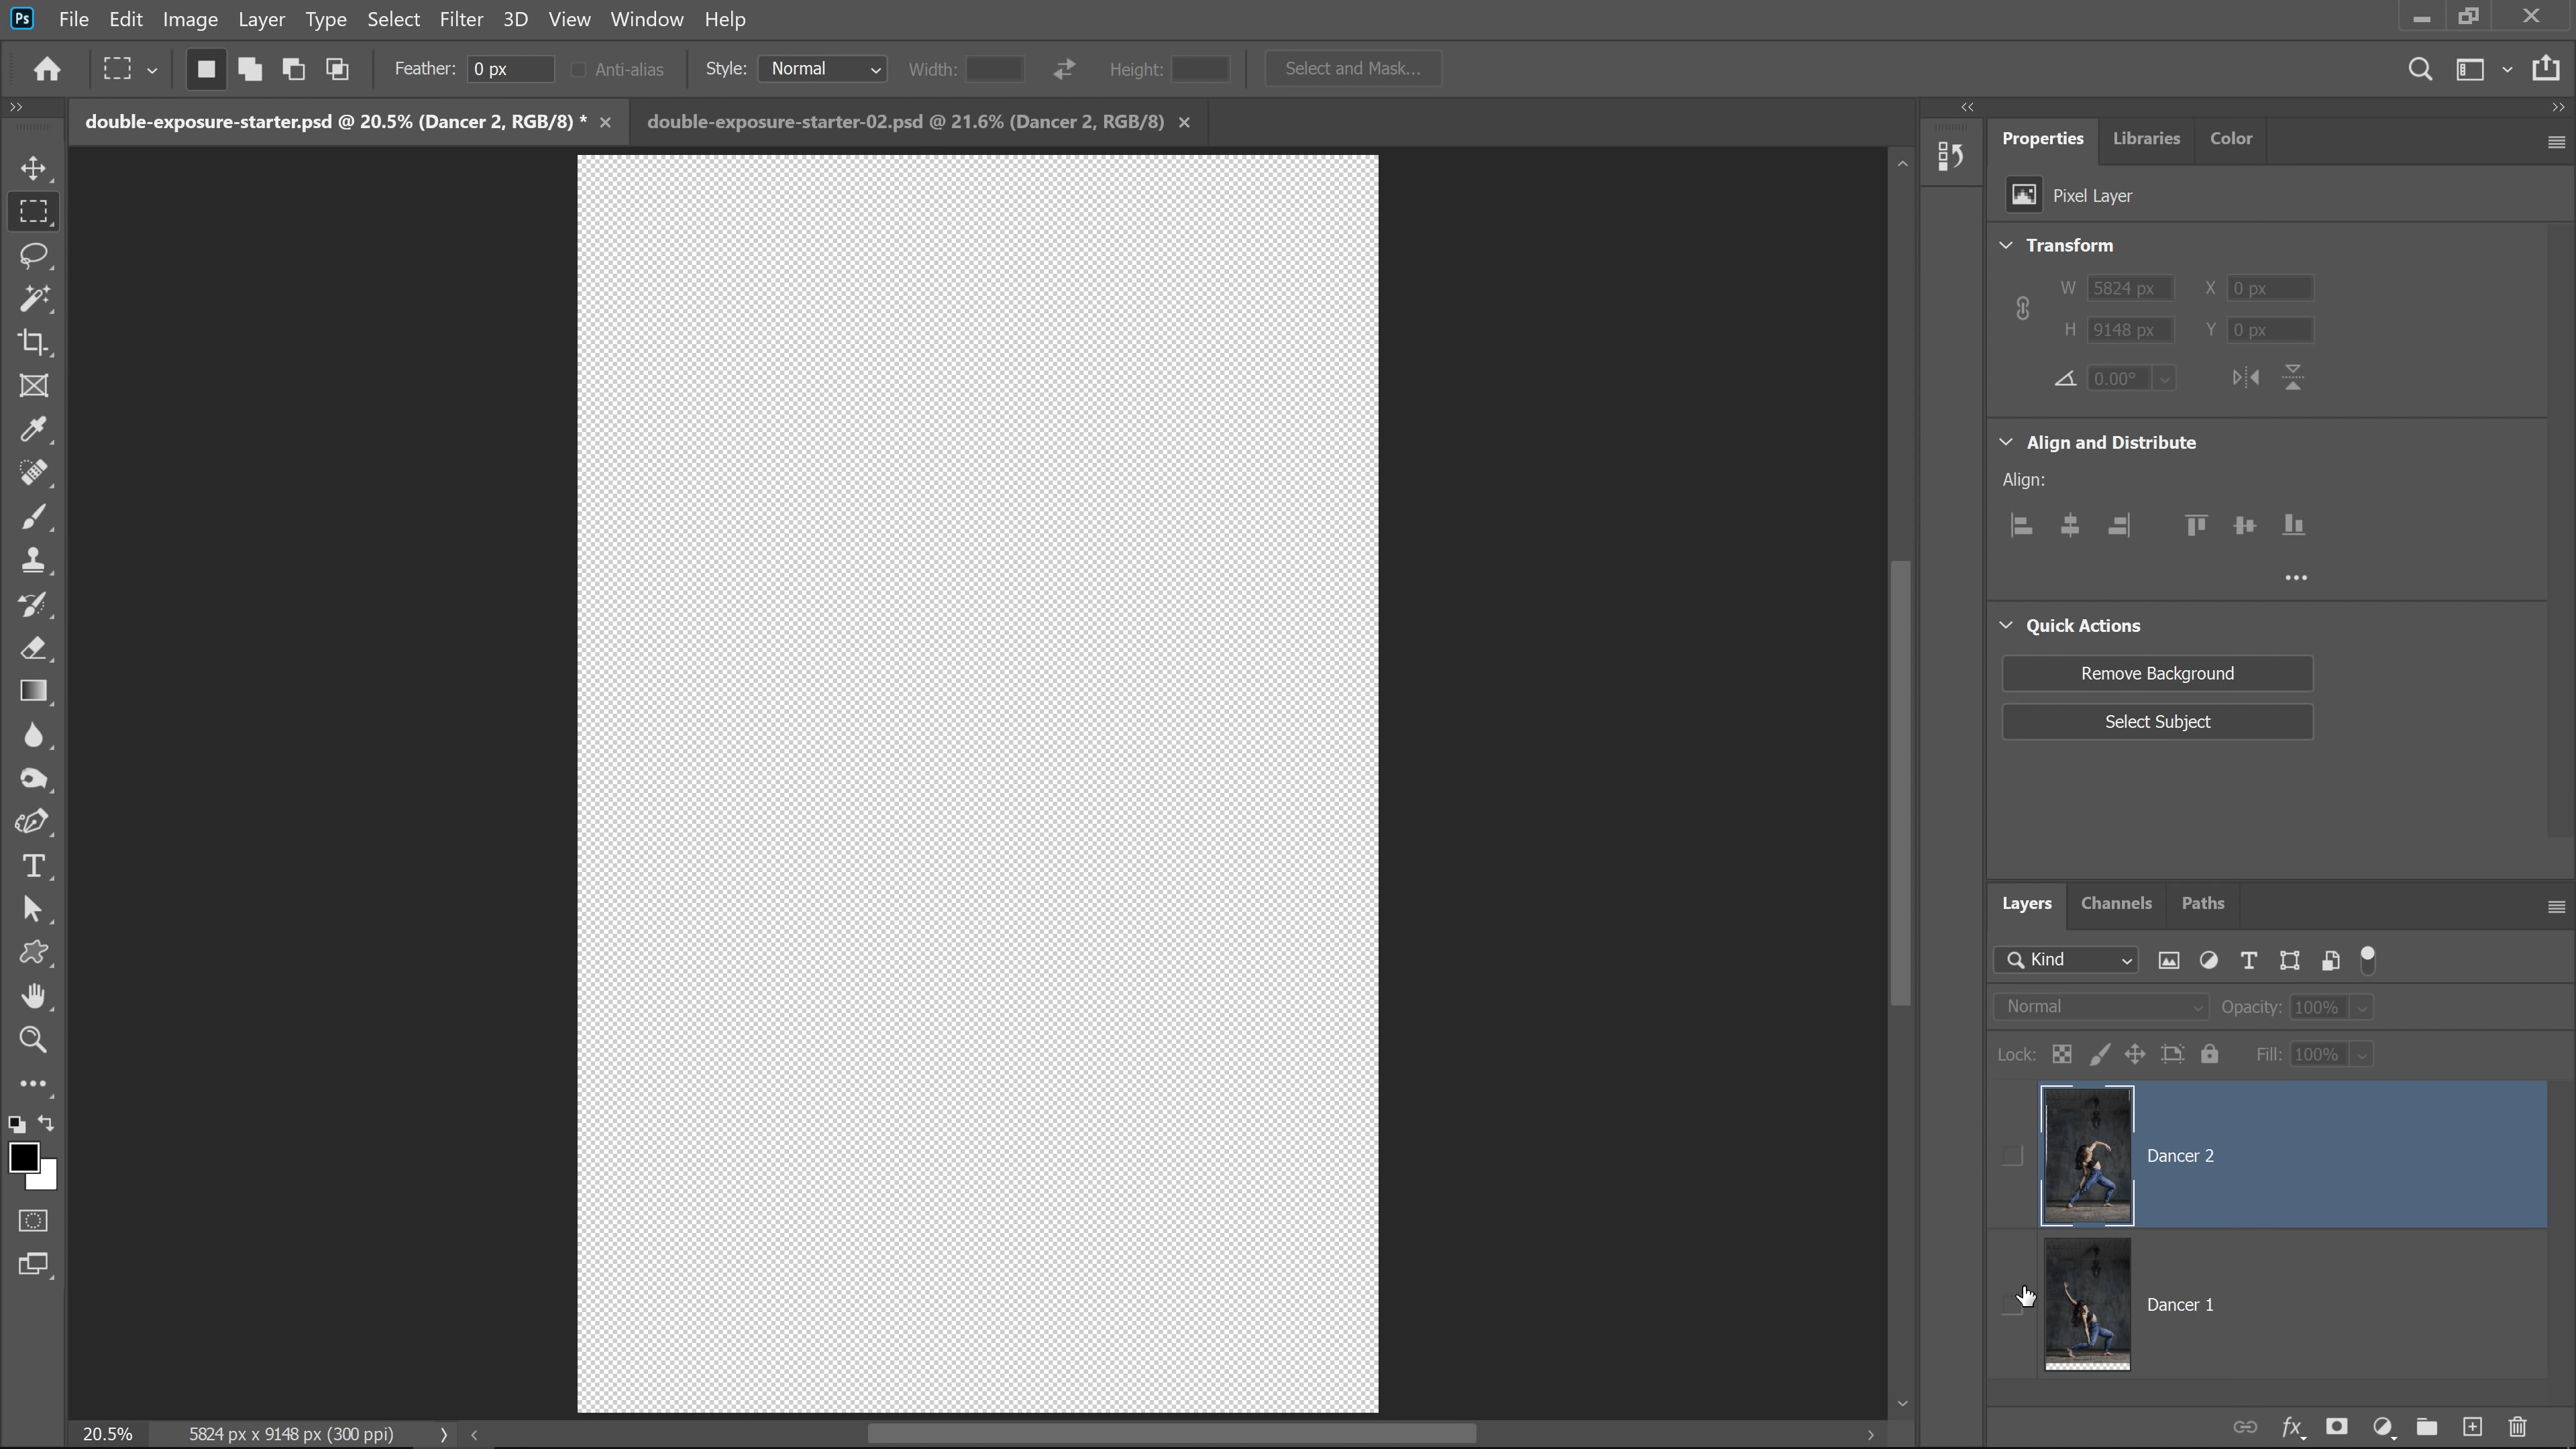 Ps File Edit Image Layer Type Select Filter 3D View Window Help
Feather: 0 px Anti-alias Style: Normal Width: Height: Select and Mask...
double-exposure-starter.psd @ 20.5% (Dancer 2, RGB/8) * double-exposure-starter-02.psd @ 21.6% (Dancer 2, RGB/8)
Properties Libraries Color
Pixel Layer
Transform
W 5824 px X 0 px
H 9148 px Y 0 px
0.00°
Align and Distribute
Align:
Quick Actions
Remove Background
Select Subject
Layers Channels Paths
Kind
Normal Opacity: 100%
Lock: Fill: 100%
Dancer 2
Dancer 1
20.5% 5824 px x 9148 px (300 ppi)
fx